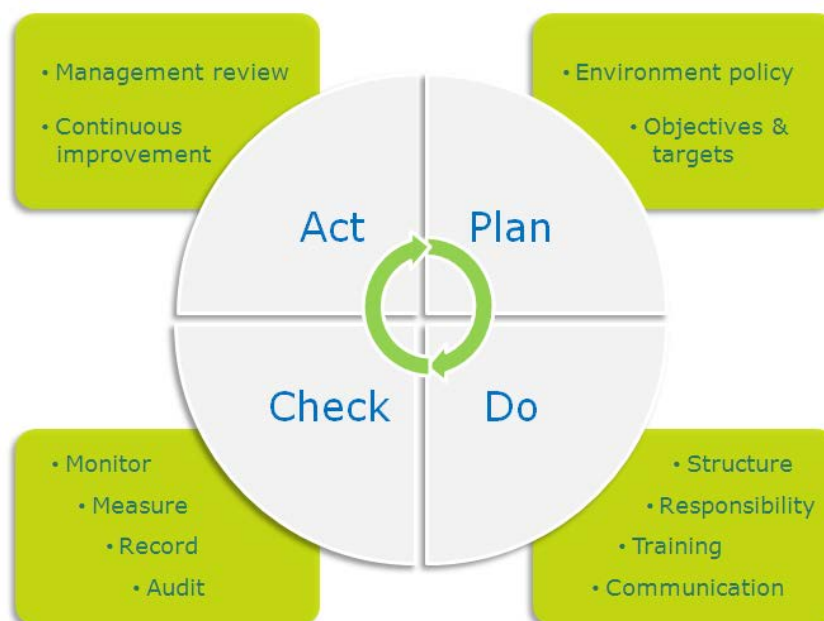 • Management review
• Continuous
improvement
Act
• Environment policy
• Objectives &
targets
Plan
Check
• Monitor
• Measure
• Record
• Audit
Do
• Structure
• Responsibility
• Training
• Communication